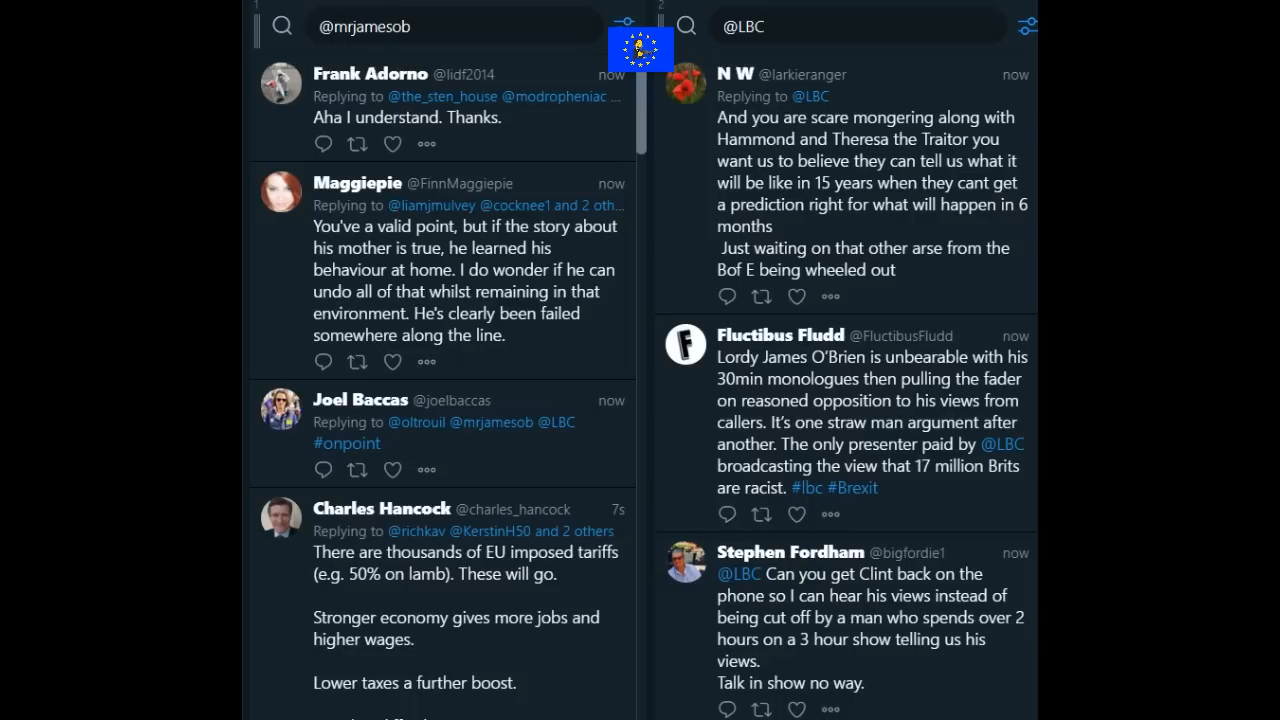 1
@mrjamesob
Frank Adorno @lidf2014 now
Replying to @the_sten_house @modropheniac ...
Aha I understand. Thanks.
Maggiepie @FinnMaggiepie now
Replying to @liamjmulvey @cocknee1 and 2 oth...
You've a valid point, but if the story about
his mother is true, he learned his
behaviour at home. I do wonder if he can
undo all of that whilst remaining in that
environment. He's clearly been failed
somewhere along the line.
Joel Baccas @joelbaccas now
Replying to @oltrouil @mrjamesob @LBC
#onpoint
Charles Hancock @charles_hancock 7s
Replying to @richkav @KerstinH50 and 2 others
There are thousands of EU imposed tariffs
(e.g. 50% on lamb). These will go.
Stronger economy gives more jobs and
higher wages.
Lower taxes a further boost.
2
@LBC
N W @larkieranger now
Replying to @LBC
And you are scare mongering along with
Hammond and Theresa the Traitor you
want us to believe they can tell us what it
will be like in 15 years when they cant get
a prediction right for what will happen in 6
months
Just waiting on that other arse from the
Bof E being wheeled out
Fluctibus Fludd @FluctibusFludd now
Lordy James O'Brien is unbearable with his
30min monologues then pulling the fader
on reasoned opposition to his views from
callers. It's one straw man argument after
another. The only presenter paid by @LBC
broadcasting the view that 17 million Brits
are racist. #lbc #Brexit
Stephen Fordham @bigfordie1 now
@LBC Can you get Clint back on the
phone so I can hear his views instead of
being cut off by a man who spends over 2
hours on a 3 hour show telling us his
views.
Talk in show no way.